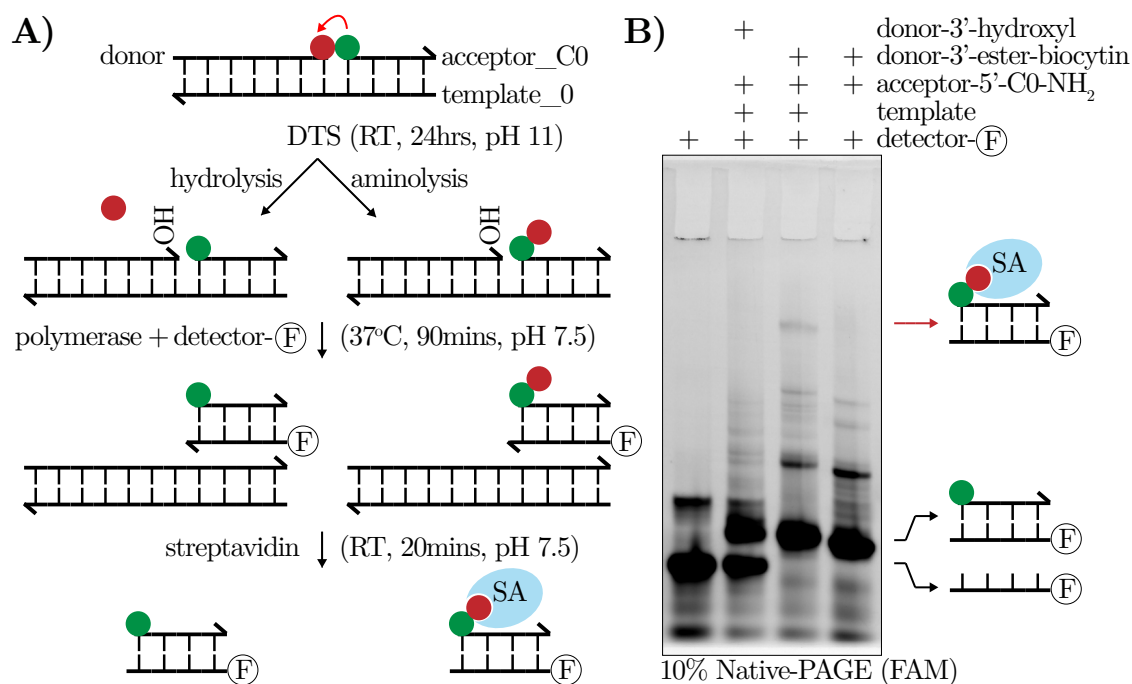 A)
donor
acceptor_C0
template_0
DTS (RT, 24hrs, pH 11)
hydrolysis
aminolysis
OH
OH
polymerase + detector-Ⓕ
(37°C, 90mins, pH 7.5)
F
F
streptavidin
(RT, 20mins, pH 7.5)
SA
F
F
B)
+ donor-3'-hydroxyl
+ + donor-3'-ester-biocytin
+ + + acceptor-5'-C0-NH₂
+ + template
+ + + + detector-Ⓕ
SA
F
F
F
10% Native-PAGE (FAM)